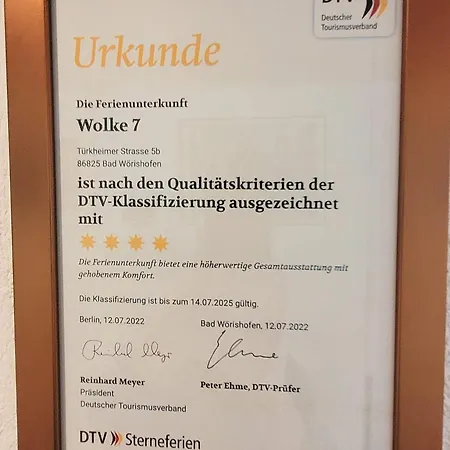 DTV
Deutscher
Tourismusverband
Urkunde
Die Ferienunterkunft
Wolke 7
Türkheimer Strasse 5b
86825 Bad Wörishofen
ist nach den Qualitätskriterien der
DTV-Klassifizierung ausgezeichnet
mit
Die Ferienunterkunft bietet eine höherwertige Gesamtausstattung mit
gehobenem Komfort.
Die Klassifizierung ist bis zum 14.07.2025 gültig.
Berlin, 12.07.2022
Bad Wörishofen, 12.07.2022
Reinhard Meyer
Präsident
Deutscher Tourismusverband
Peter Ehme, DTV-Prüfer
DTV Sterneferien